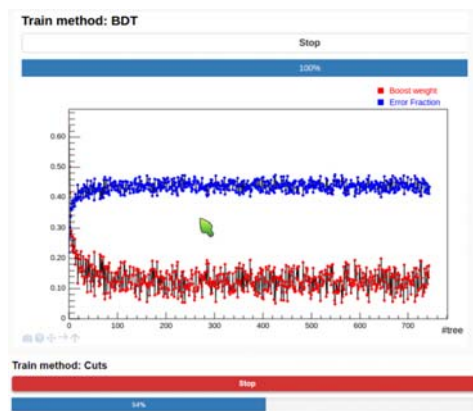 Train method: BDT
Stop
100%
Boost weight
Error Fraction
0.60
0.50
0.40
0.30
0.20
0.10
0
0 100 200 300 400 500 600 700
#tree
Train method: Cuts
Stop
54%